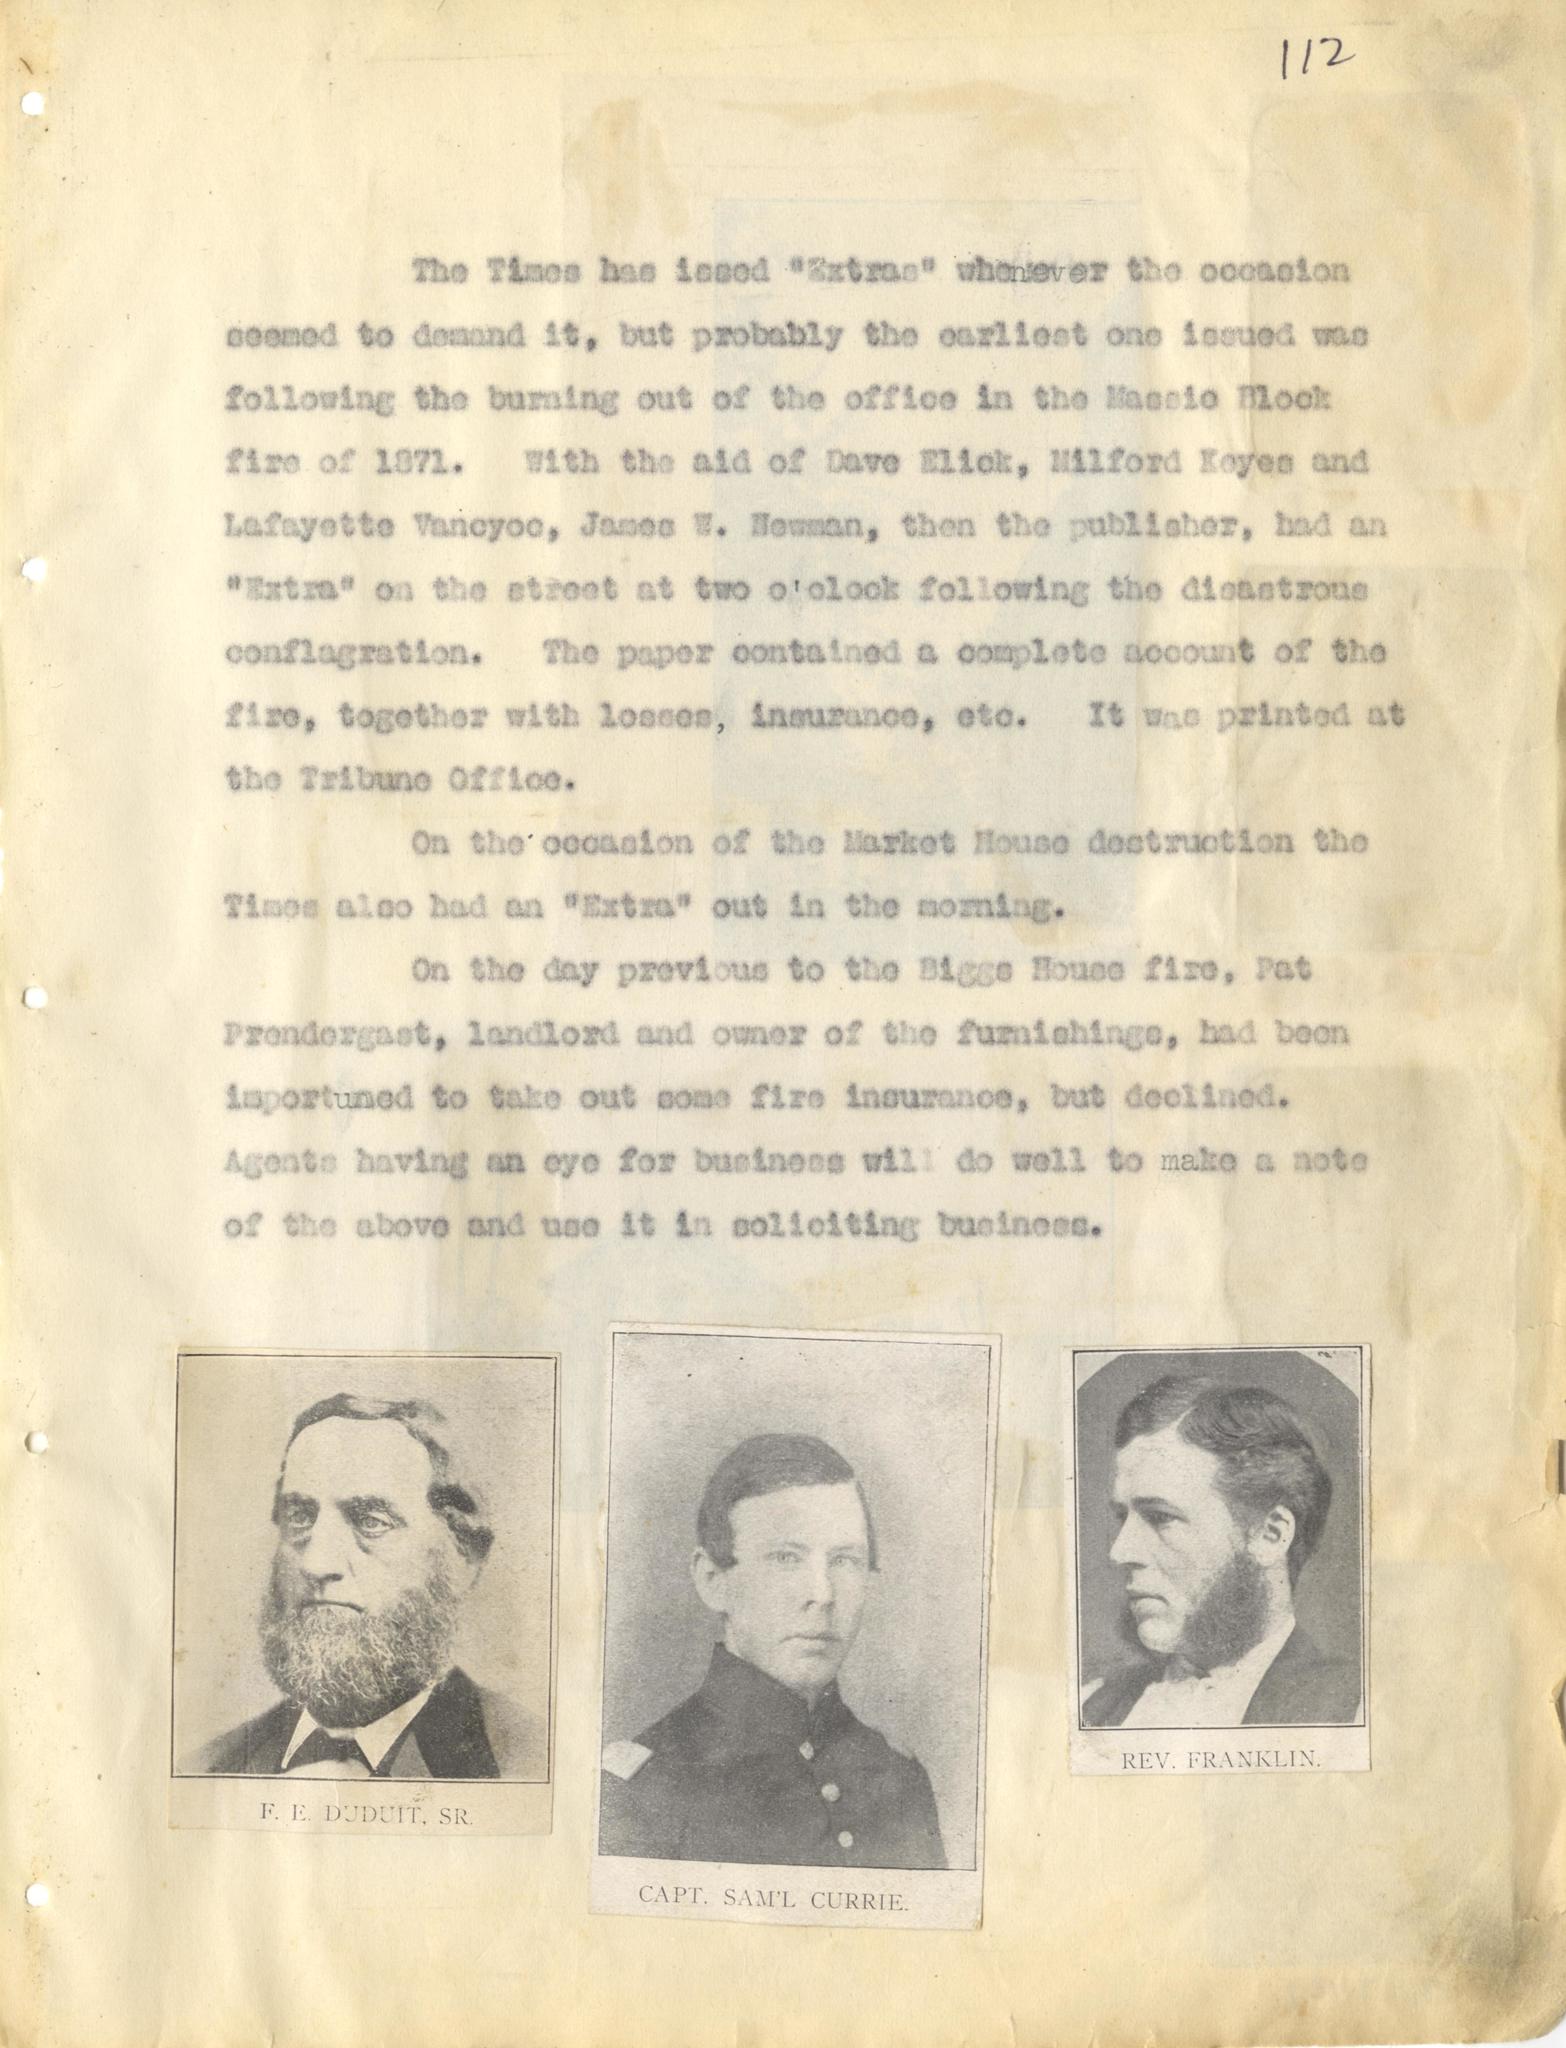 112
The Times has issed "Extras" whenever the occasion
seemed to demand it, but probably the earliest one issued was
following the burning out of the office in the Massie Block
fire of 1871. With the aid of Dave Elick, Milford Keyes and
Lafayette Vancyoc, James W. Newman, then the publisher, had an
"Extra" on the street at two o'clock following the disastrous
conflagration. The paper contained a complete account of the
fire, together with losses, insurance, etc. It was printed at
the Tribune Office.
On the occasion of the Market House destruction the
Times also had an "Extra" out in the morning.
On the day previous to the Biggs House fire, Pat
Prendergast, landlord and owner of the furnishings, had been
importuned to take out some fire insurance, but declined.
Agents having an eye for business will do well to make a note
of the above and use it in soliciting business.
F. E. DUDUIT, SR.
CAPT. SAM'L CURRIE.
REV. FRANKLIN.